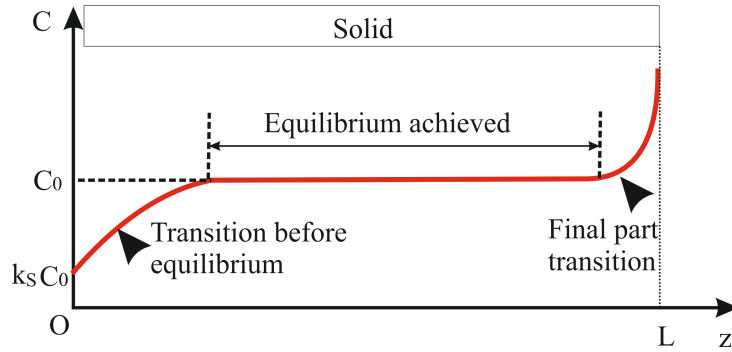 C
Solid
Equilibrium achieved
C₀
Transition before
equilibrium
Final part
transition
kₛ C₀
O
L
z